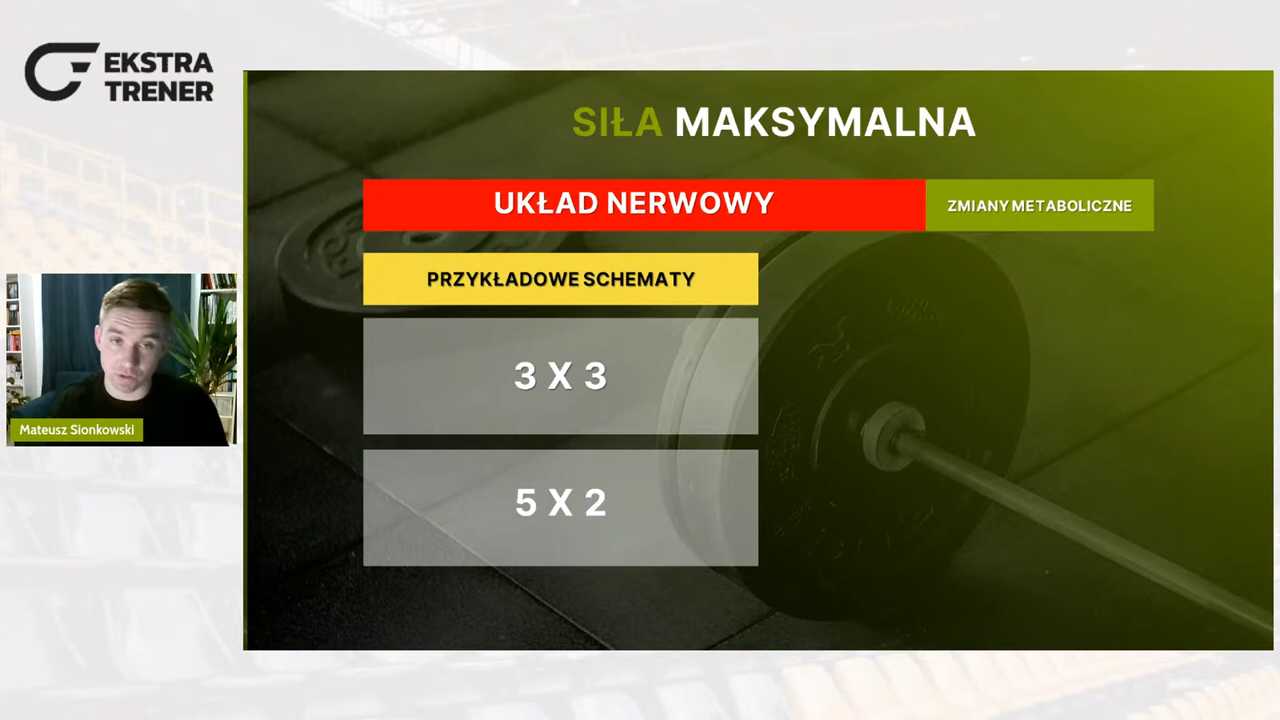 EKSTRA
TRENER
SIŁA MAKSYMALNA
UKŁAD NERWOWY
ZMIANY METABOLICZNE
PRZYKŁADOWE SCHEMATY
3 X 3
5 X 2
Mateusz Sionkowski